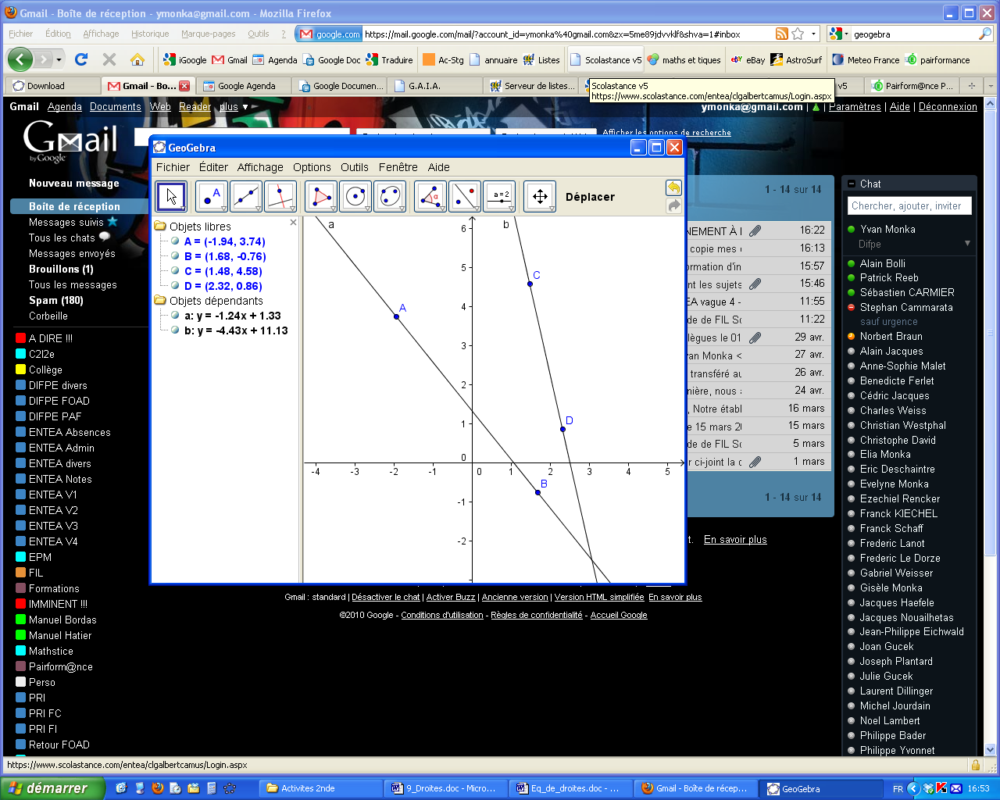 Gmail - Boîte de réception - ymonka@gmail.com - Mozilla Firefox
Fichier Édition Affichage Historique Marque-pages Outils ?
google.com https://mail.google.com/mail/?account_id=ymonka%40gmail.com&zx=5me89jdvvklf&shva=1#inbox geogebra
iGoogle Gmail Agenda Google Doc Traduire Ac-Stg annuaire Listes Scolastance v5 maths et tiques eBay AstroSurf Meteo France pairformance
Download Gmail - Bo... Google Agenda Google Documen... G.A.I.A. Serveur de listes... v5 Pairform@nce P...
Scolastance v5
https://www.scolastance.com/entea/clgalbertcamus/Login.aspx
Gmail Agenda Documents Web Reader plus ▼
ymonka@gmail.com | Paramètres | Aide | Déconnexion
Gmail
by Google
Afficher les options de recherche
Nouveau message
Boîte de réception
Messages suivis
Tous les chats
Messages envoyés
Brouillons (1)
Tous les messages
Spam (180)
Corbeille
A DIRE !!!
C2I2e
Collège
DIFPE divers
DIFPE FOAD
DIFPE PAF
ENTEA Absences
ENTEA Admin
ENTEA divers
ENTEA Notes
ENTEA V1
ENTEA V2
ENTEA V3
ENTEA V4
EPM
FIL
Formations
IMMINENT !!!
Manuel Bordas
Manuel Hatier
Mathstice
Pairform@nce
Perso
PRI
PRI FC
PRI FI
Retour FOAD
GeoGebra
Fichier Éditer Affichage Options Outils Fenêtre Aide
A
α
a = 2
Déplacer
Objets libres
A = (-1.94, 3.74)
B = (1.68, -0.76)
C = (1.48, 4.58)
D = (2.32, 0.86)
Objets dépendants
a: y = -1.24x + 1.33
b: y = -4.43x + 11.13
a b
6
5
C
4
A
3
2
1
D
0
-4 -3 -2 -1 0 1 2 3 4 5
B
-1
-2
1 - 14 sur 14
NEMENT À I 16:22
copie mes 16:13
ormation d'in 15:57
nt les sujets 15:46
EA vague 4 - 11:55
de de FIL Sc 11:22
lègues le 01 29 avr.
van Monka < 27 avr.
transféré au 26 avr.
nière, nous 24 avr.
, Notre établ 16 mars
e 15 mars 20 15 mars
de de FIL Sc 5 mars
r ci-joint la c 1 mars
1 - 14 sur 14
t. En savoir plus
Gmail : standard | Désactiver le chat | Activer Buzz | Ancienne version | Version HTML simplifiée En savoir plus
©2010 Google - Conditions d'utilisation - Règles de confidentialité - Accueil Google
Chat
Chercher, ajouter, inviter
Yvan Monka
Difpe
Alain Bolli
Patrick Reeb
Sébastien CARMIER
Stephan Cammarata
sauf urgence
Norbert Braun
Alain Jacques
Anne-Sophie Malet
Benedicte Ferlet
Cédric Jacques
Charles Weiss
Christian Westphal
Christophe David
Elia Monka
Eric Deschaintre
Evelyne Monka
Ezechiel Rencker
Franck KIECHEL
Franck Schaff
Frederic Lanot
Frederic Le Dorze
Gabriel Weisser
Gisèle Monka
Jacques Haefele
Jacques Nouailhetas
Jean-Philippe Eichwald
Joan Gucek
Joseph Plantard
Julie Gucek
Laurent Dillinger
Michel Jourdain
Noel Lambert
Philippe Bader
Philippe Yvonnet
https://www.scolastance.com/entea/clgalbertcamus/Login.aspx
démarrer Activites 2nde 9_Droites.doc - Micro... Eq_de_droites.doc - ... Gmail - Boîte de récep... GeoGebra FR 16:53